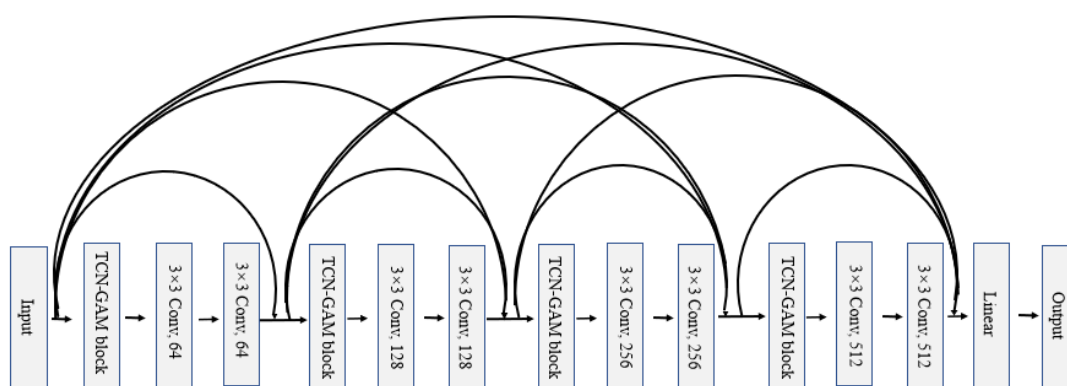 Input
TCN-GAM block
3×3 Conv, 64
3×3 Conv, 64
TCN-GAM block
3×3 Conv, 128
3×3 Conv, 128
TCN-GAM block
3×3 Conv, 256
3×3 Conv, 256
TCN-GAM block
3×3 Conv, 512
3×3 Conv, 512
Linear
Output